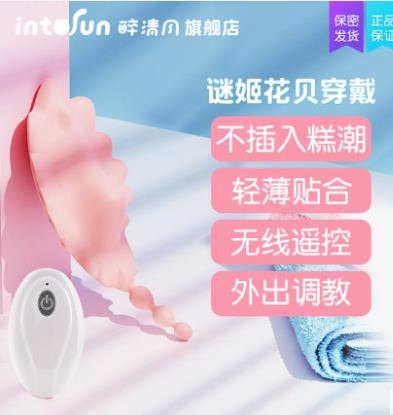 intosun 醉清风旗舰店
保密
发货
正品
保证
谜姬花贝穿戴
不插入糕潮
轻薄贴合
无线遥控
外出调教